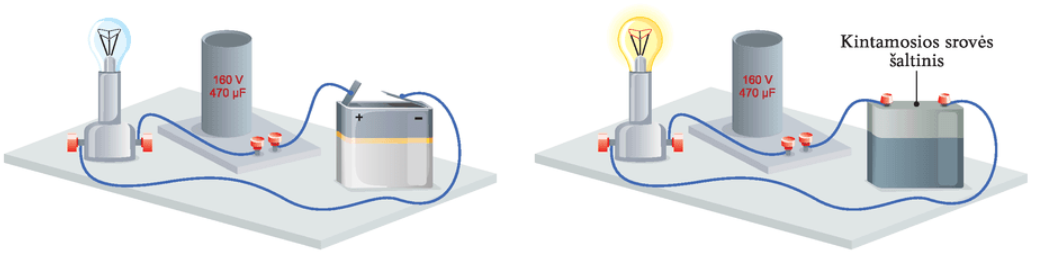 160 V
470 µF
+ −
Kintamosios srovės
šaltinis
160 V
470 µF